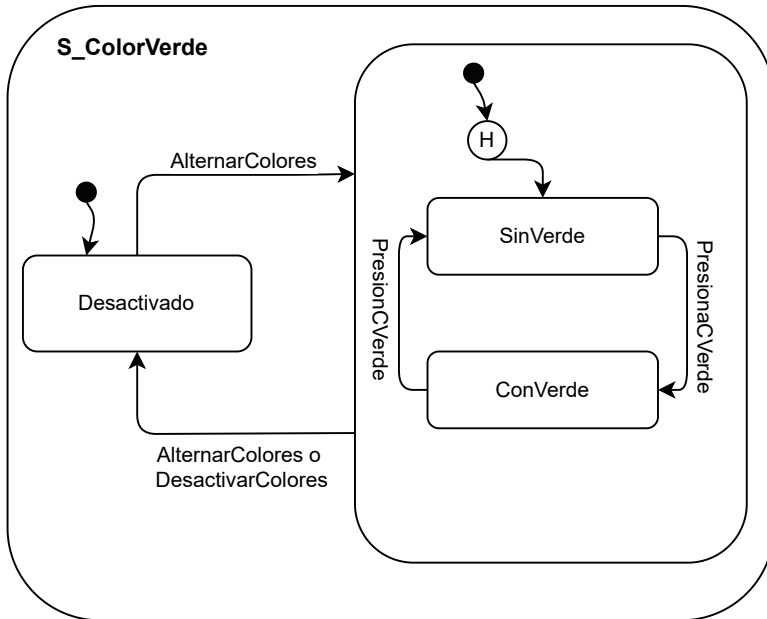 S_ColorVerde
H
AlternarColores
SinVerde
PresionCVerde
PresionaCVerde
Desactivado
ConVerde
AlternarColores o
DesactivarColores